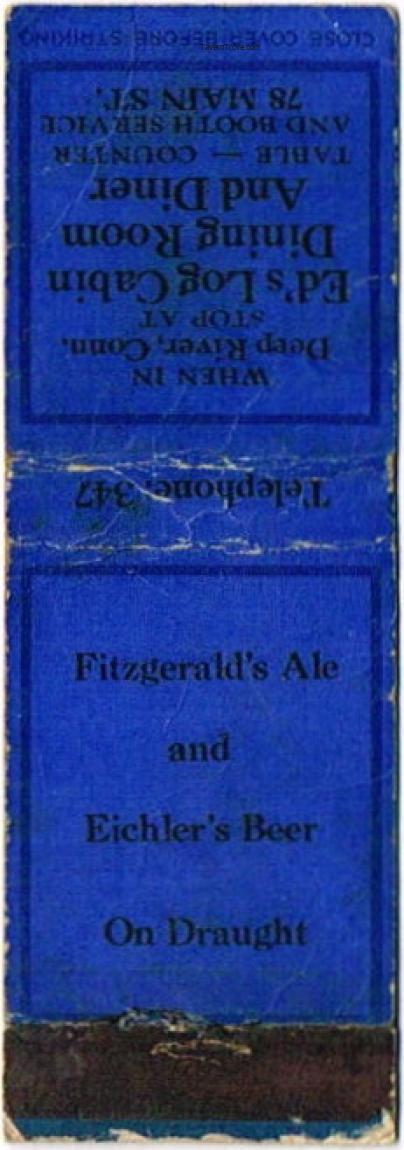 WHEN IN
Deep River, Conn.
STOP AT
Ed's Log Cabin
Dining Room
And Diner
TABLE — COUNTER
AND BOOTH SERVICE
78 MAIN ST.
CLOSE COVER BEFORE STRIKING
Telephone, 347
Fitzgerald's Ale
and
Eichler's Beer
On Draught